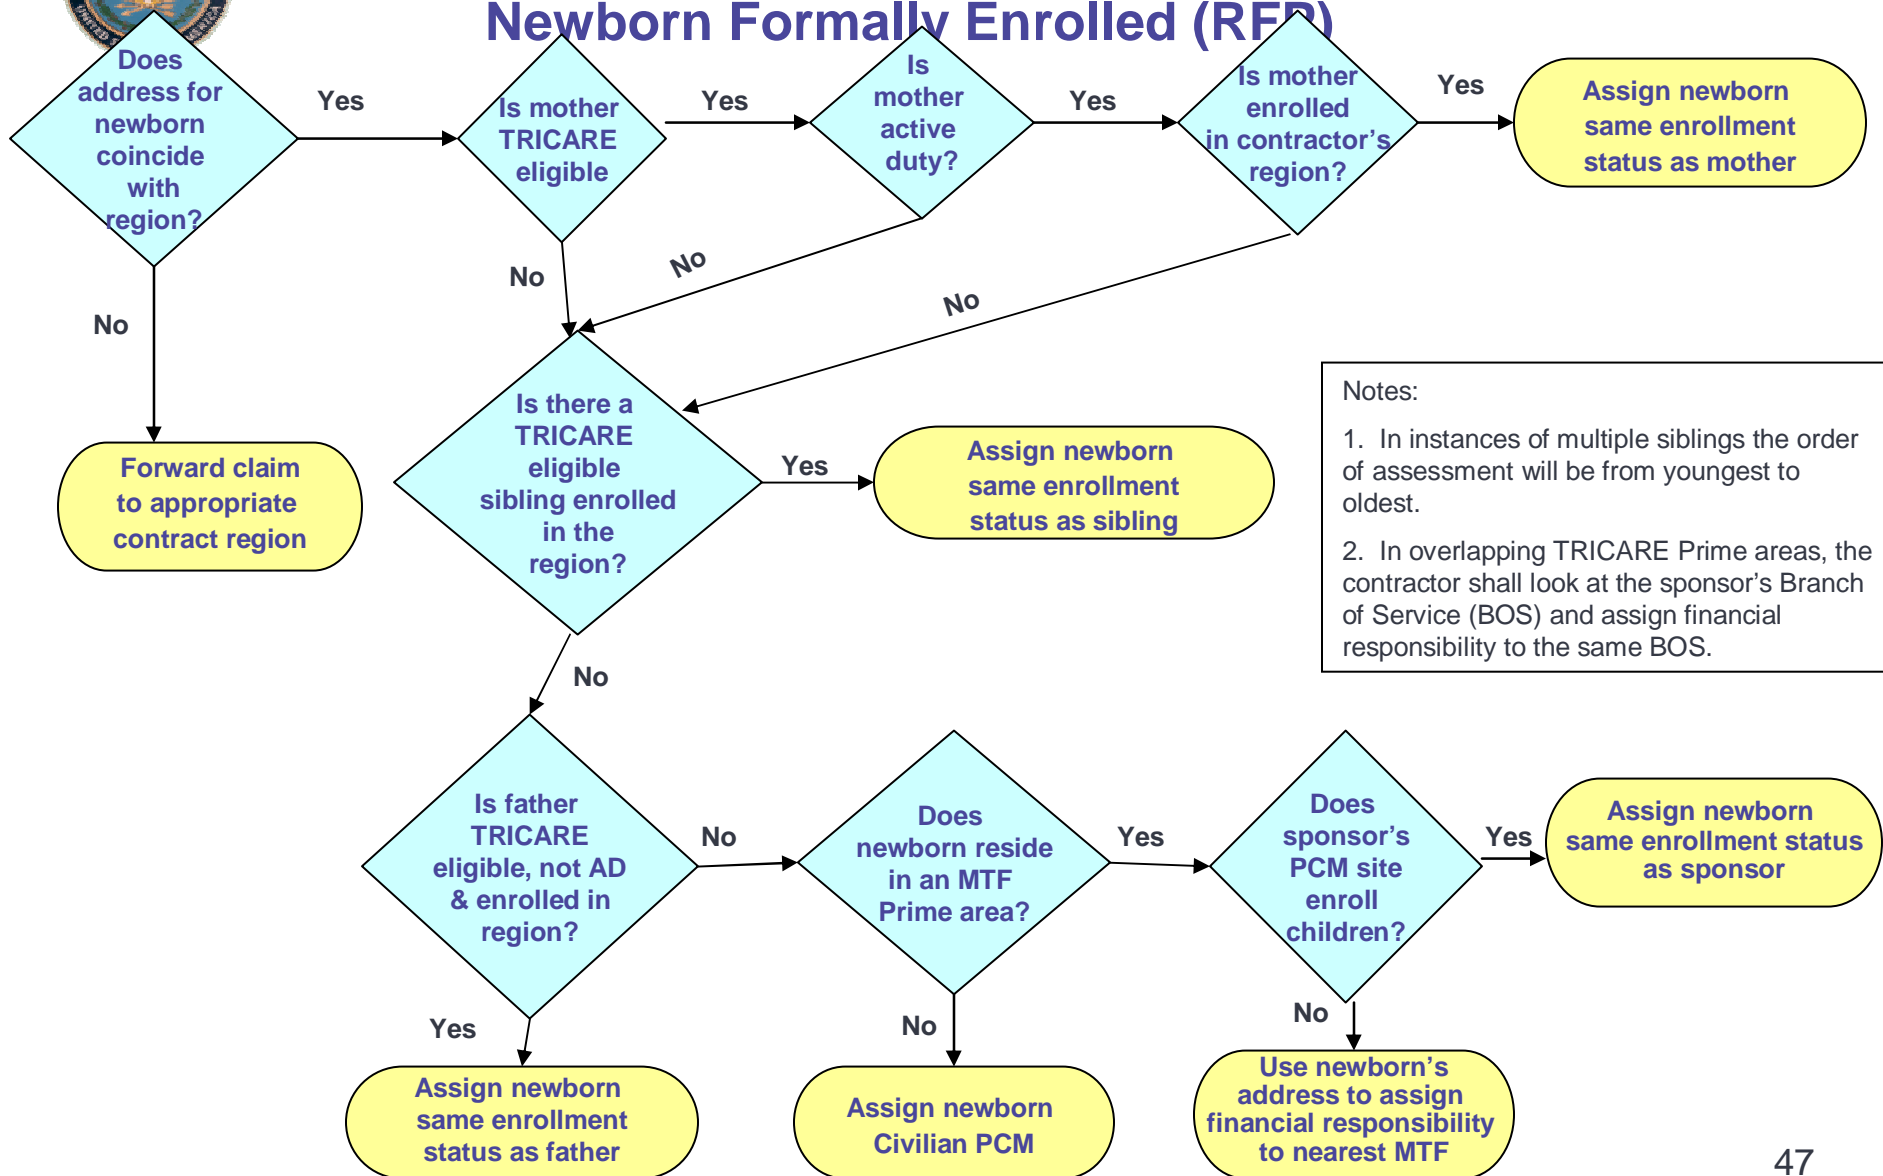 Newborn Formally Enrolled (RFP)
Does
address for
newborn
coincide
with
region?
Yes
Is mother
TRICARE
eligible
Yes
Is
mother
active
duty?
Yes
Is mother
enrolled
in contractor's
region?
Yes
Assign newborn
same enrollment
status as mother
No
No
No
No
Forward claim
to appropriate
contract region
Is there a
TRICARE
eligible
sibling enrolled
in the
region?
Yes
Assign newborn
same enrollment
status as sibling
Notes:
1. In instances of multiple siblings the order
of assessment will be from youngest to
oldest.
2. In overlapping TRICARE Prime areas, the
contractor shall look at the sponsor's Branch
of Service (BOS) and assign financial
responsibility to the same BOS.
No
Is father
TRICARE
eligible, not AD
& enrolled in
region?
No
Does
newborn reside
in an MTF
Prime area?
Yes
Does
sponsor's
PCM site
enroll
children?
Yes
Assign newborn
same enrollment status
as sponsor
Yes
No
No
Assign newborn
same enrollment
status as father
Assign newborn
Civilian PCM
Use newborn's
address to assign
financial responsibility
to nearest MTF
47